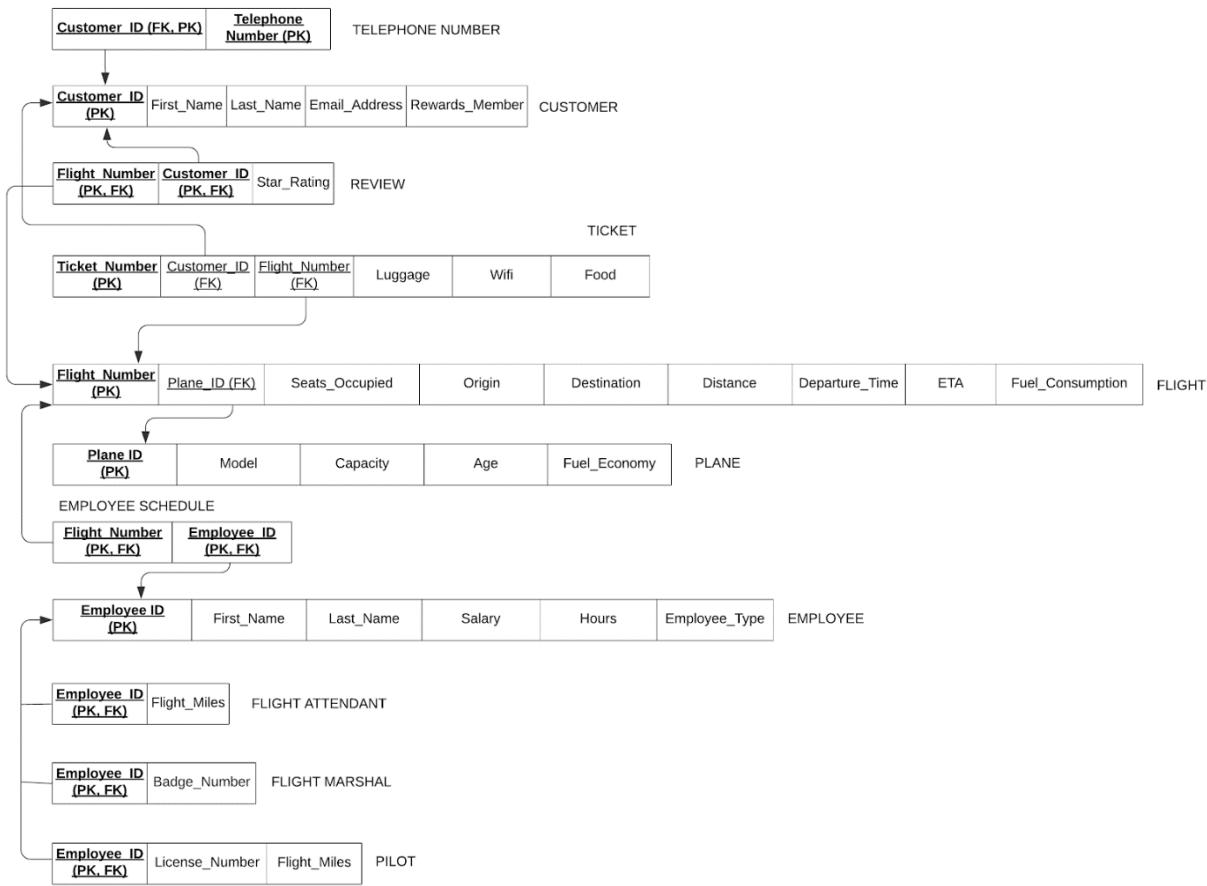 Customer_ID (FK, PK) Telephone Number (PK) TELEPHONE NUMBER
Customer_ID (PK) First_Name Last_Name Email_Address Rewards_Member CUSTOMER
Flight_Number (PK, FK) Customer_ID (PK, FK) Star_Rating REVIEW
TICKET
Ticket_Number (PK) Customer_ID (FK) Flight_Number (FK) Luggage Wifi Food
Flight_Number (PK) Plane_ID (FK) Seats_Occupied Origin Destination Distance Departure_Time ETA Fuel_Consumption FLIGHT
Plane ID (PK) Model Capacity Age Fuel_Economy PLANE
EMPLOYEE SCHEDULE
Flight_Number (PK, FK) Employee_ID (PK, FK)
Employee ID (PK) First_Name Last_Name Salary Hours Employee_Type EMPLOYEE
Employee_ID (PK, FK) Flight_Miles FLIGHT ATTENDANT
Employee_ID (PK, FK) Badge_Number FLIGHT MARSHAL
Employee_ID (PK, FK) License_Number Flight_Miles PILOT